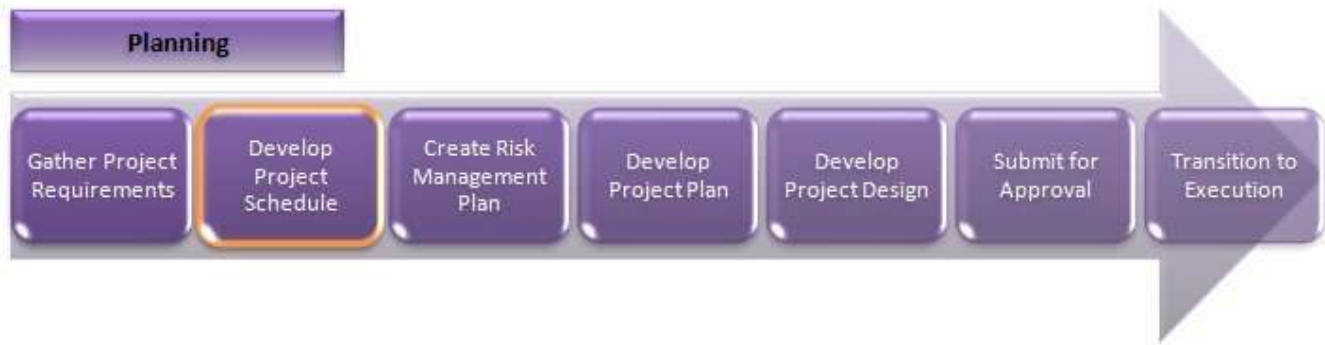 Planning
Gather Project
Requirements
Develop
Project
Schedule
Create Risk
Management
Plan
Develop
Project Plan
Develop
Project Design
Submit for
Approval
Transition to
Execution